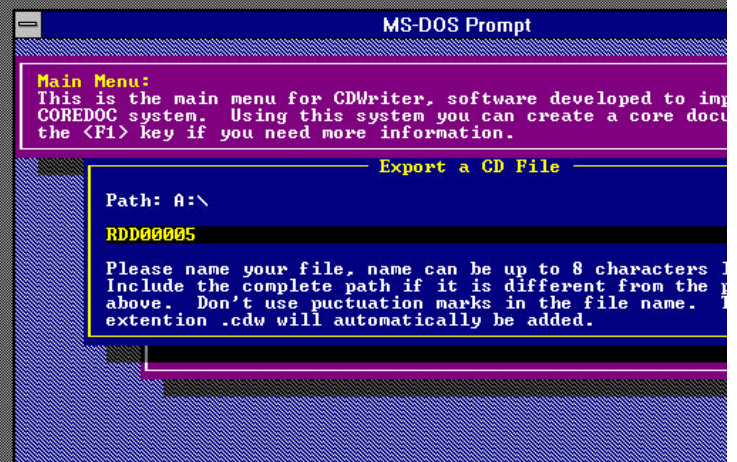 MS-DOS Prompt
Main Menu:
This is the main menu for CDWriter, software developed to imp
COREDOC system. Using this system you can create a core docu
the <F1> key if you need more information.
Export a CD File
Path: A:\
RDD00005
Please name your file, name can be up to 8 characters l
Include the complete path if it is different from the p
above. Don't use puctuation marks in the file name. T
extention .cdw will automatically be added.